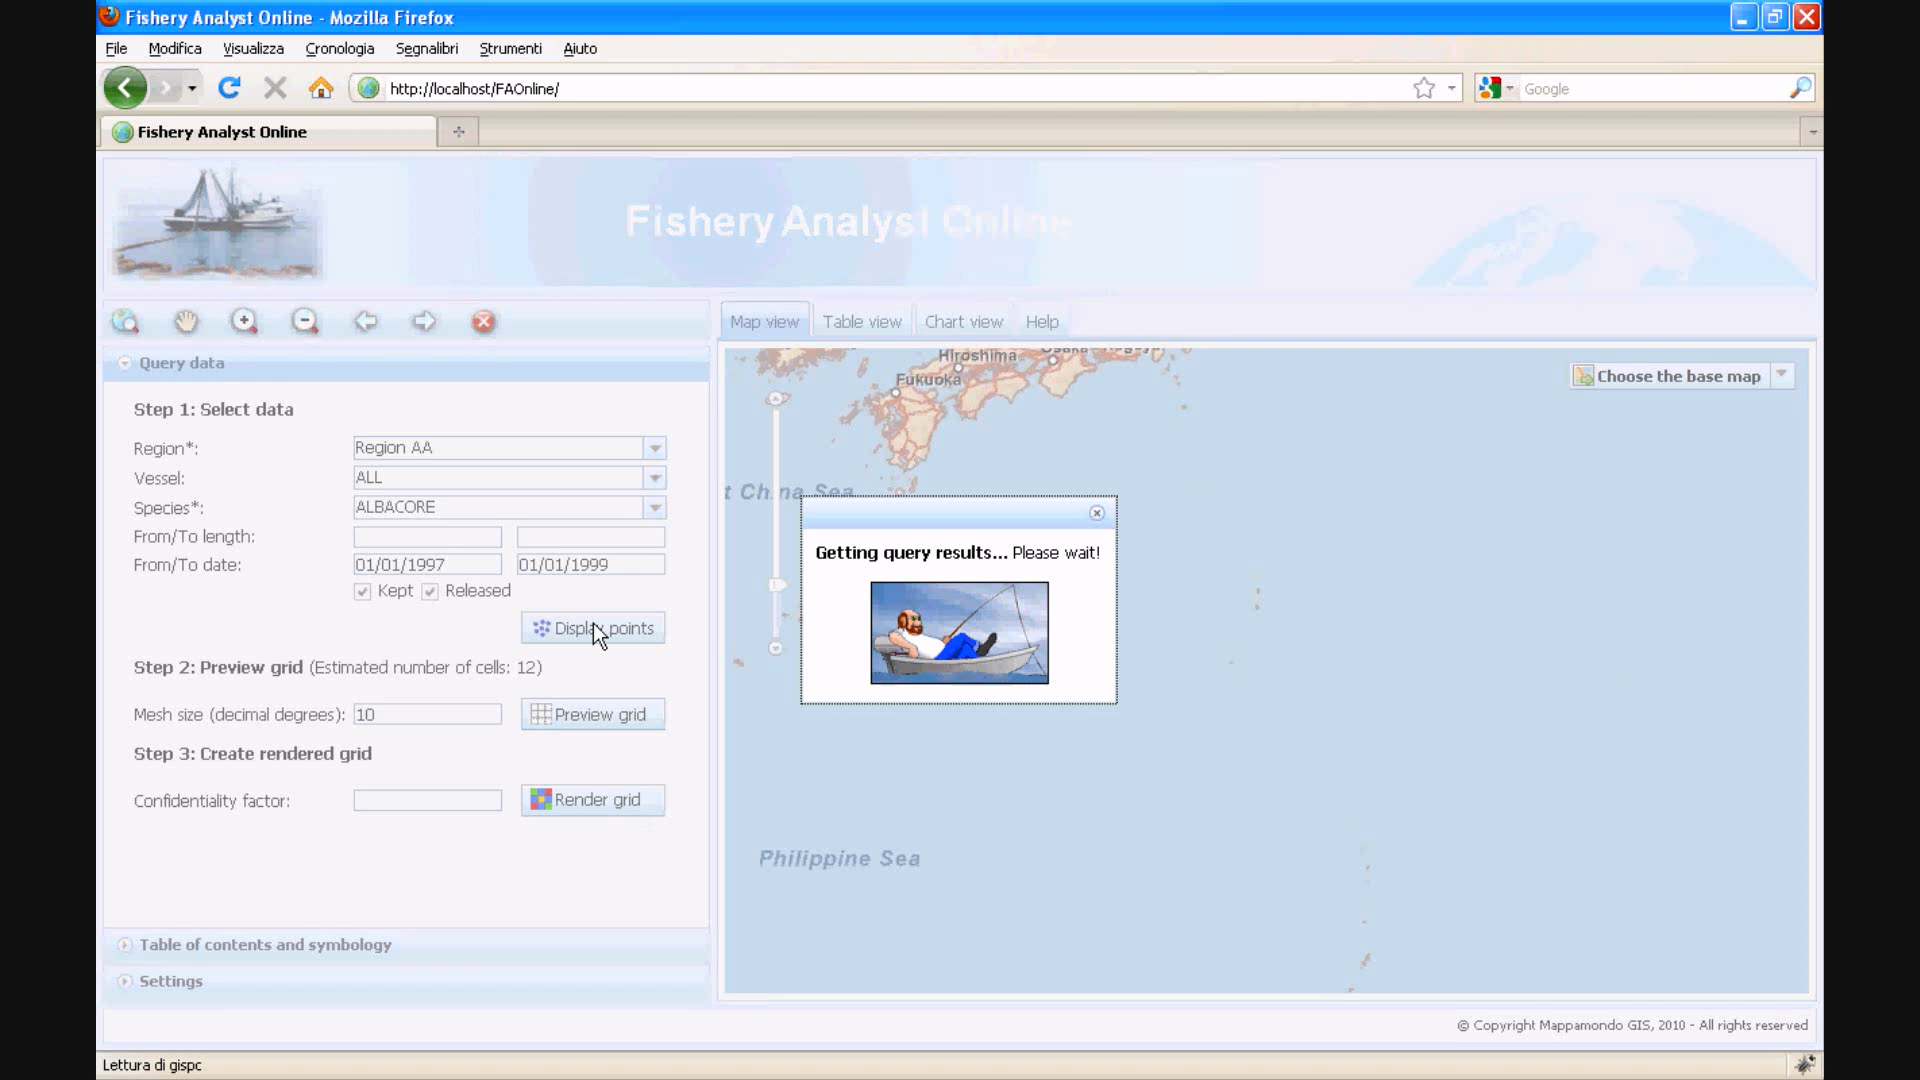 Fishery Analyst Online - Mozilla Firefox
File Modifica Visualizza Cronologia Segnalibri Strumenti Aiuto
http://localhost/FAOnline/
Google
Fishery Analyst Online
Fishery Analyst Online
Map view Table view Chart view Help
Query data
Step 1: Select data
Region*: Region AA
Vessel: ALL
Species*: ALBACORE
From/To length:
From/To date: 01/01/1997 01/01/1999
Kept Released
Display points
Step 2: Preview grid (Estimated number of cells: 12)
Mesh size (decimal degrees): 10 Preview grid
Step 3: Create rendered grid
Confidentiality factor: Render grid
Table of contents and symbology
Settings
Hiroshima
Fukuoka
Choose the base map
t China Sea
Getting query results... Please wait!
Philippine Sea
© Copyright Mappamondo GIS, 2010 - All rights reserved
Lettura di gispc